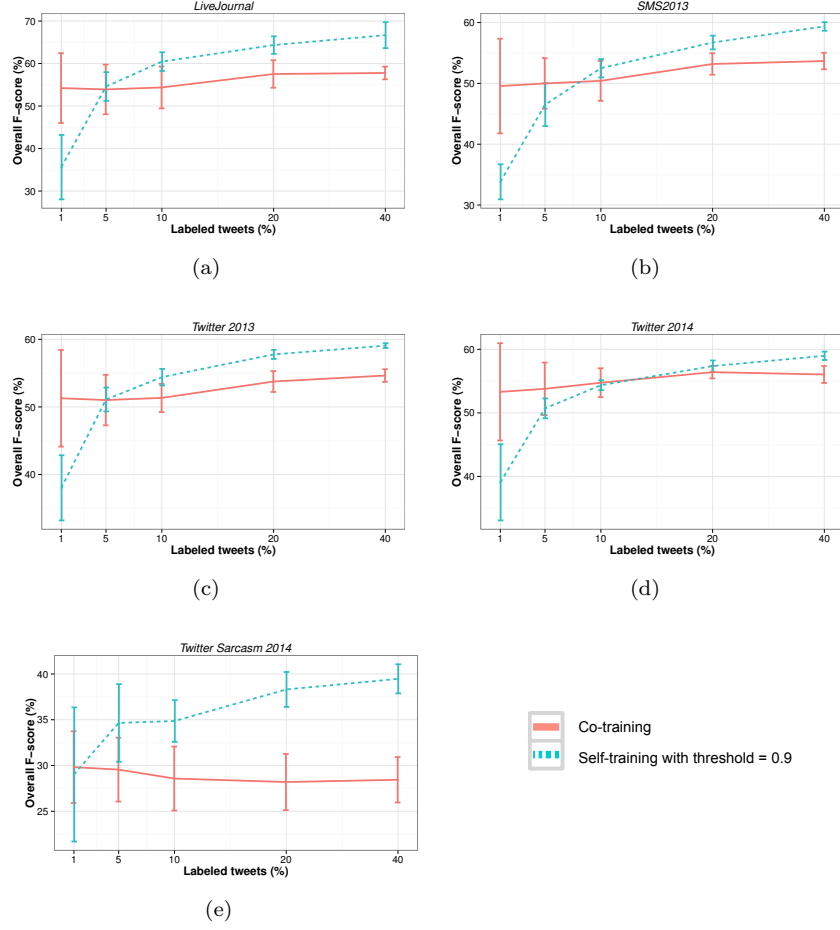 LiveJournal
Overall F−score (%)
70
60
50
40
30
1 5 10 20 40
Labeled tweets (%)
(a)
SMS2013
Overall F−score (%)
60
50
40
30
1 5 10 20 40
Labeled tweets (%)
(b)
Twitter 2013
Overall F−score (%)
60
50
40
1 5 10 20 40
Labeled tweets (%)
(c)
Twitter 2014
Overall F−score (%)
60
50
40
1 5 10 20 40
Labeled tweets (%)
(d)
Twitter Sarcasm 2014
Overall F−score (%)
40
35
30
25
1 5 10 20 40
Labeled tweets (%)
(e)
Co-training
Self-training with threshold = 0.9